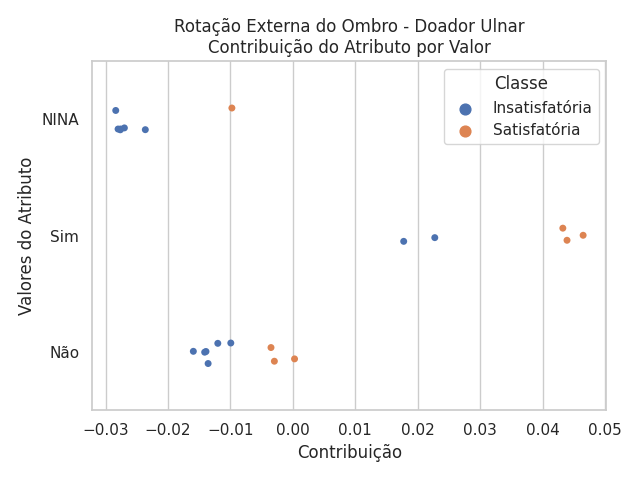 Rotação Externa do Ombro - Doador Ulnar
Contribuição do Atributo por Valor
Classe
Insatisfatória
Satisfatória
Valores do Atributo
NINA
Sim
Não
−0.03 −0.02 −0.01 0.00 0.01 0.02 0.03 0.04 0.05
Contribuição